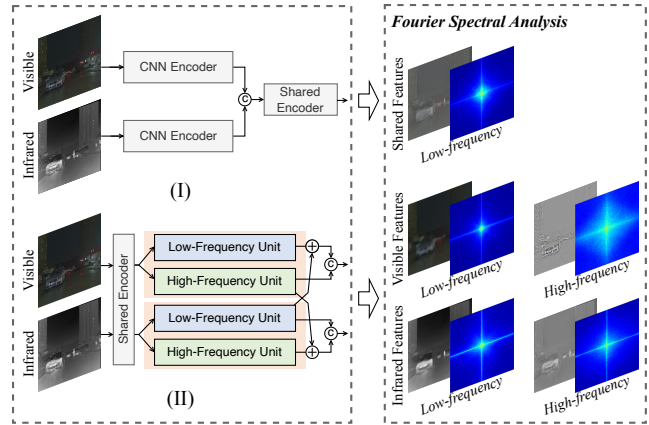 Visible
CNN Encoder
C
Shared
Encoder
Infrared
CNN Encoder
(I)
Visible
Infrared
Shared Encoder
Low-Frequency Unit
High-Frequency Unit
C
Low-Frequency Unit
High-Frequency Unit
C
(II)
Fourier Spectral Analysis
Shared Features
Low-frequency
Visible Features
Low-frequency
High-frequency
Infrared Features
Low-frequency
High-frequency